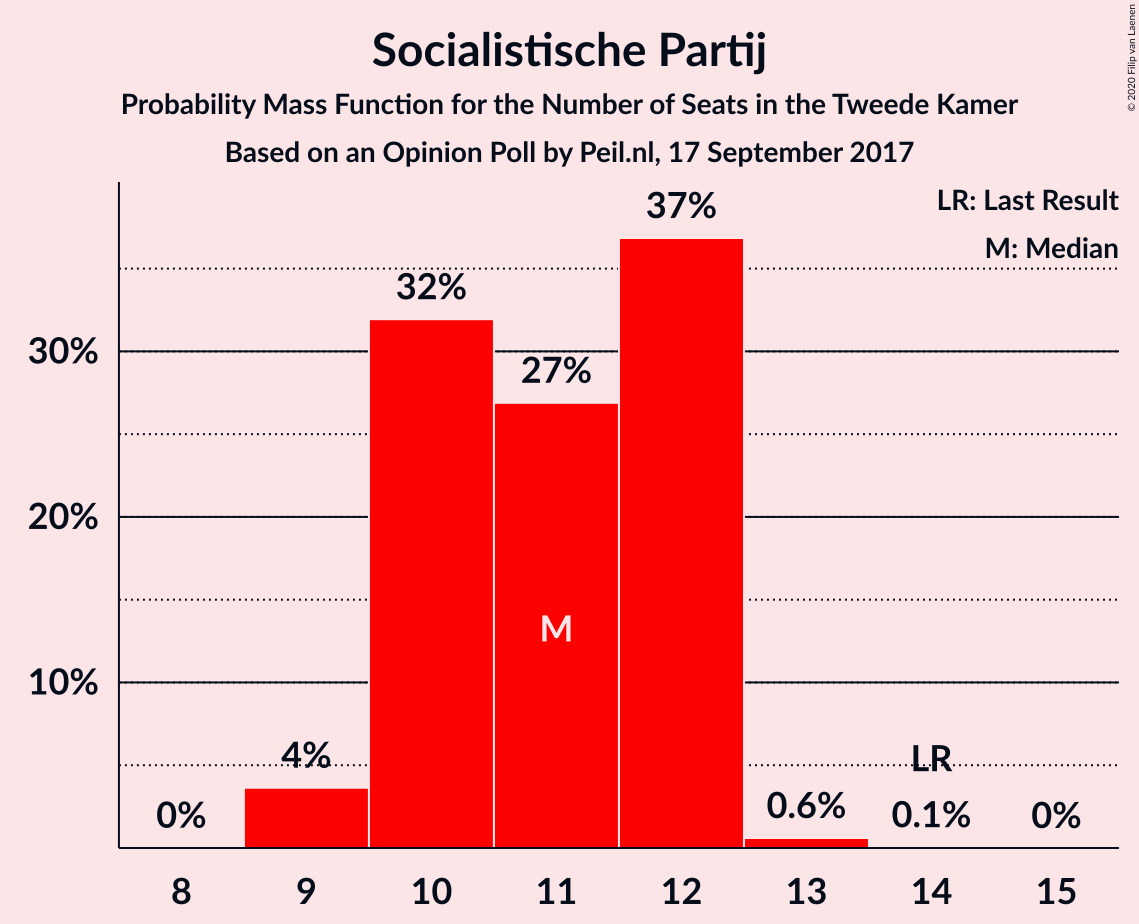 Socialistische Partij
Probability Mass Function for the Number of Seats in the Tweede Kamer
Based on an Opinion Poll by Peil.nl, 17 September 2017
© 2020 Filip van Laenen
LR: Last Result
M: Median
37%
32%
30%
27%
20%
M
10%
4%
LR
0%
0.6%
0.1%
0%
8 9 10 11 12 13 14 15